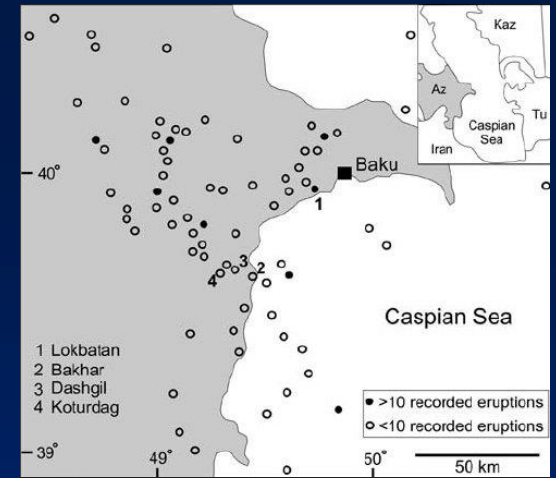 Kaz
Az
Tu
Caspian
Sea
Iran
40°
Baku
1
3
2
4
Caspian Sea
1 Lokbatan
2 Bakhar
3 Dashgil
4 Koturdag
>10 recorded eruptions
<10 recorded eruptions
39°
49°
50°
50 km